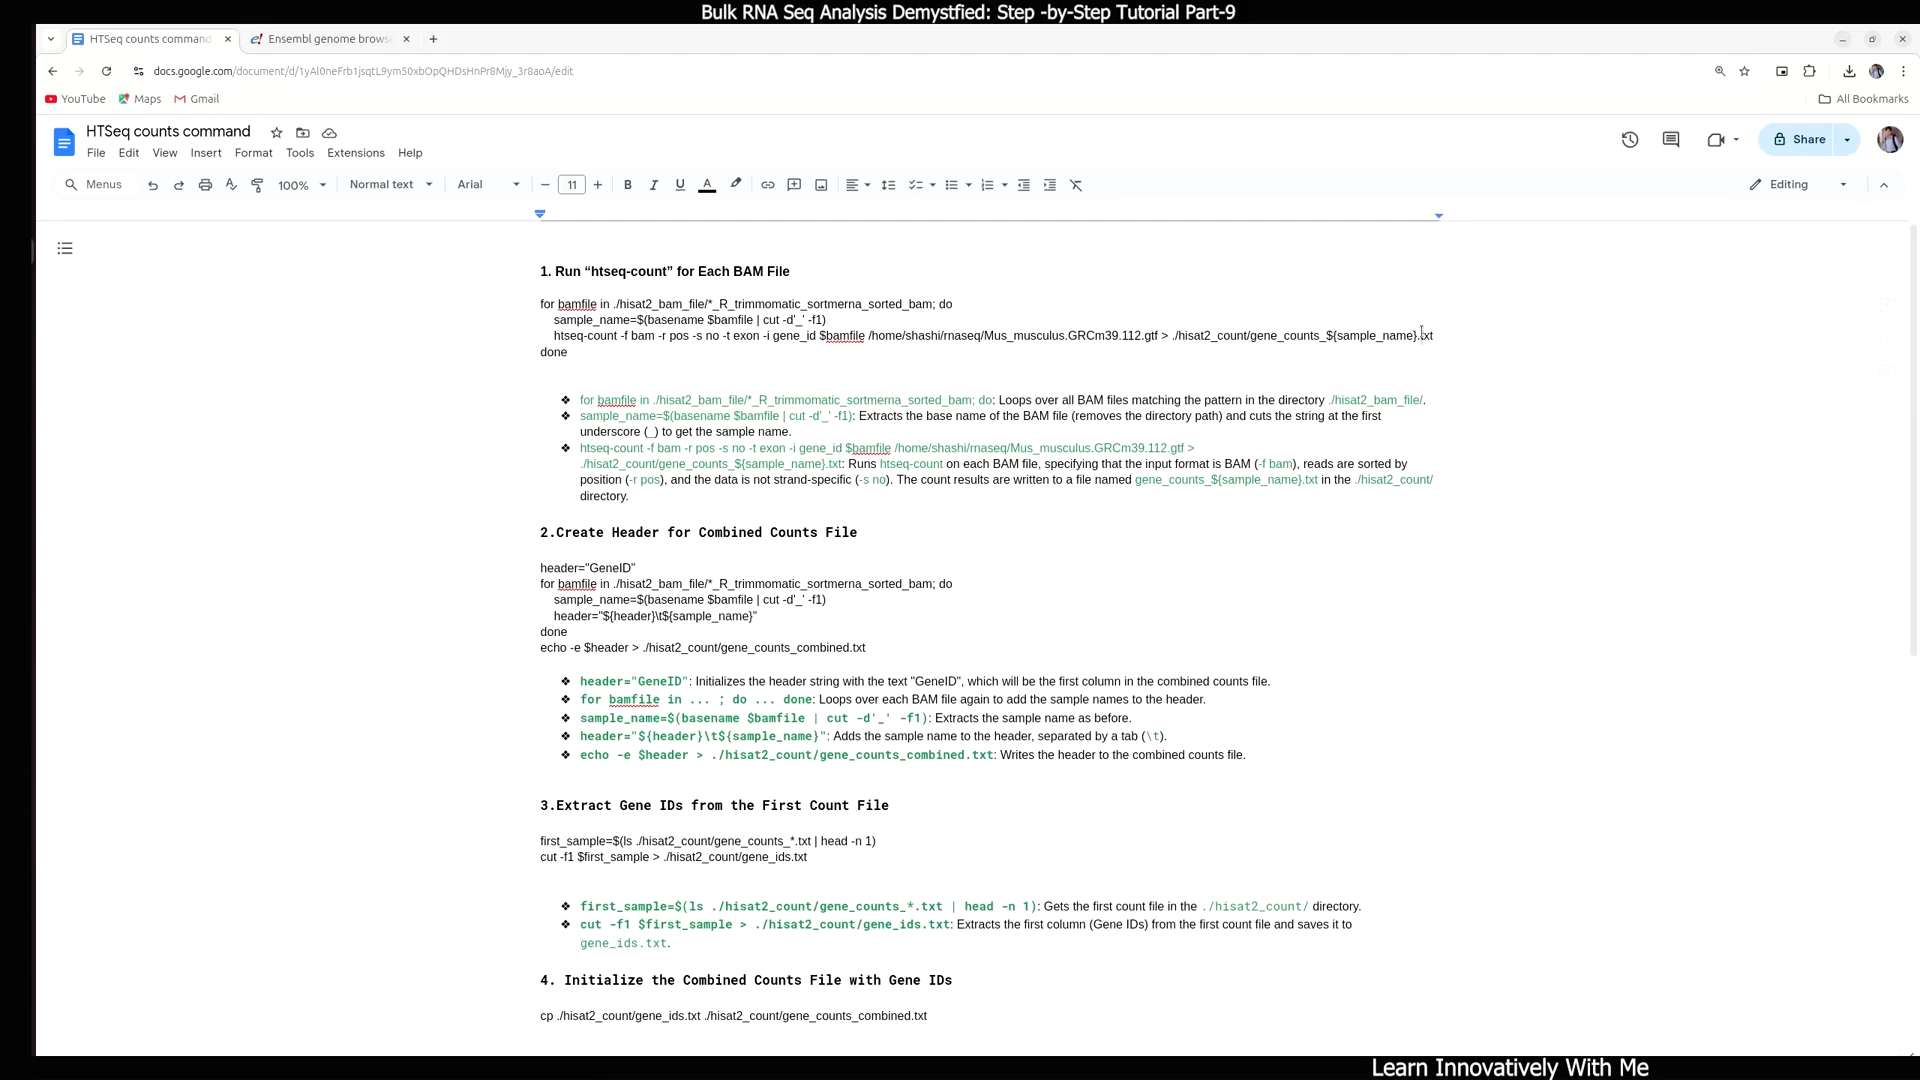 Bulk RNA Seq Analysis Demystfied: Step -by-Step Tutorial Part-9
HTSeq counts command
Ensembl genome brows
docs.google.com/document/d/1yAl0neFrb1jsqtL9ym50xbOpQHDsHnPr8Mjy_3r8aoA/edit
YouTube Maps Gmail All Bookmarks
HTSeq counts command
File Edit View Insert Format Tools Extensions Help
Share
Menus 100% Normal text Arial 11 Editing
1. Run “htseq-count” for Each BAM File
for bamfile in ./hisat2_bam_file/*_R_trimmomatic_sortmerna_sorted_bam; do
sample_name=$(basename $bamfile | cut -d'_' -f1)
htseq-count -f bam -r pos -s no -t exon -i gene_id $bamfile /home/shashi/rnaseq/Mus_musculus.GRCm39.112.gtf > ./hisat2_count/gene_counts_${sample_name}.txt
done
❖ for bamfile in ./hisat2_bam_file/*_R_trimmomatic_sortmerna_sorted_bam; do: Loops over all BAM files matching the pattern in the directory ./hisat2_bam_file/.
❖ sample_name=$(basename $bamfile | cut -d'_' -f1): Extracts the base name of the BAM file (removes the directory path) and cuts the string at the first
underscore (_) to get the sample name.
❖ htseq-count -f bam -r pos -s no -t exon -i gene_id $bamfile /home/shashi/rnaseq/Mus_musculus.GRCm39.112.gtf >
./hisat2_count/gene_counts_${sample_name}.txt: Runs htseq-count on each BAM file, specifying that the input format is BAM (-f bam), reads are sorted by
position (-r pos), and the data is not strand-specific (-s no). The count results are written to a file named gene_counts_${sample_name}.txt in the ./hisat2_count/
directory.
2.Create Header for Combined Counts File
header="GeneID"
for bamfile in ./hisat2_bam_file/*_R_trimmomatic_sortmerna_sorted_bam; do
sample_name=$(basename $bamfile | cut -d'_' -f1)
header="${header}\t${sample_name}"
done
echo -e $header > ./hisat2_count/gene_counts_combined.txt
❖ header="GeneID": Initializes the header string with the text "GeneID", which will be the first column in the combined counts file.
❖ for bamfile in ... ; do ... done: Loops over each BAM file again to add the sample names to the header.
❖ sample_name=$(basename $bamfile | cut -d'_' -f1): Extracts the sample name as before.
❖ header="${header}\t${sample_name}": Adds the sample name to the header, separated by a tab (\t).
❖ echo -e $header > ./hisat2_count/gene_counts_combined.txt: Writes the header to the combined counts file.
3.Extract Gene IDs from the First Count File
first_sample=$(ls ./hisat2_count/gene_counts_*.txt | head -n 1)
cut -f1 $first_sample > ./hisat2_count/gene_ids.txt
❖ first_sample=$(ls ./hisat2_count/gene_counts_*.txt | head -n 1): Gets the first count file in the ./hisat2_count/ directory.
❖ cut -f1 $first_sample > ./hisat2_count/gene_ids.txt: Extracts the first column (Gene IDs) from the first count file and saves it to
gene_ids.txt.
4. Initialize the Combined Counts File with Gene IDs
cp ./hisat2_count/gene_ids.txt ./hisat2_count/gene_counts_combined.txt
Learn Innovatively With Me